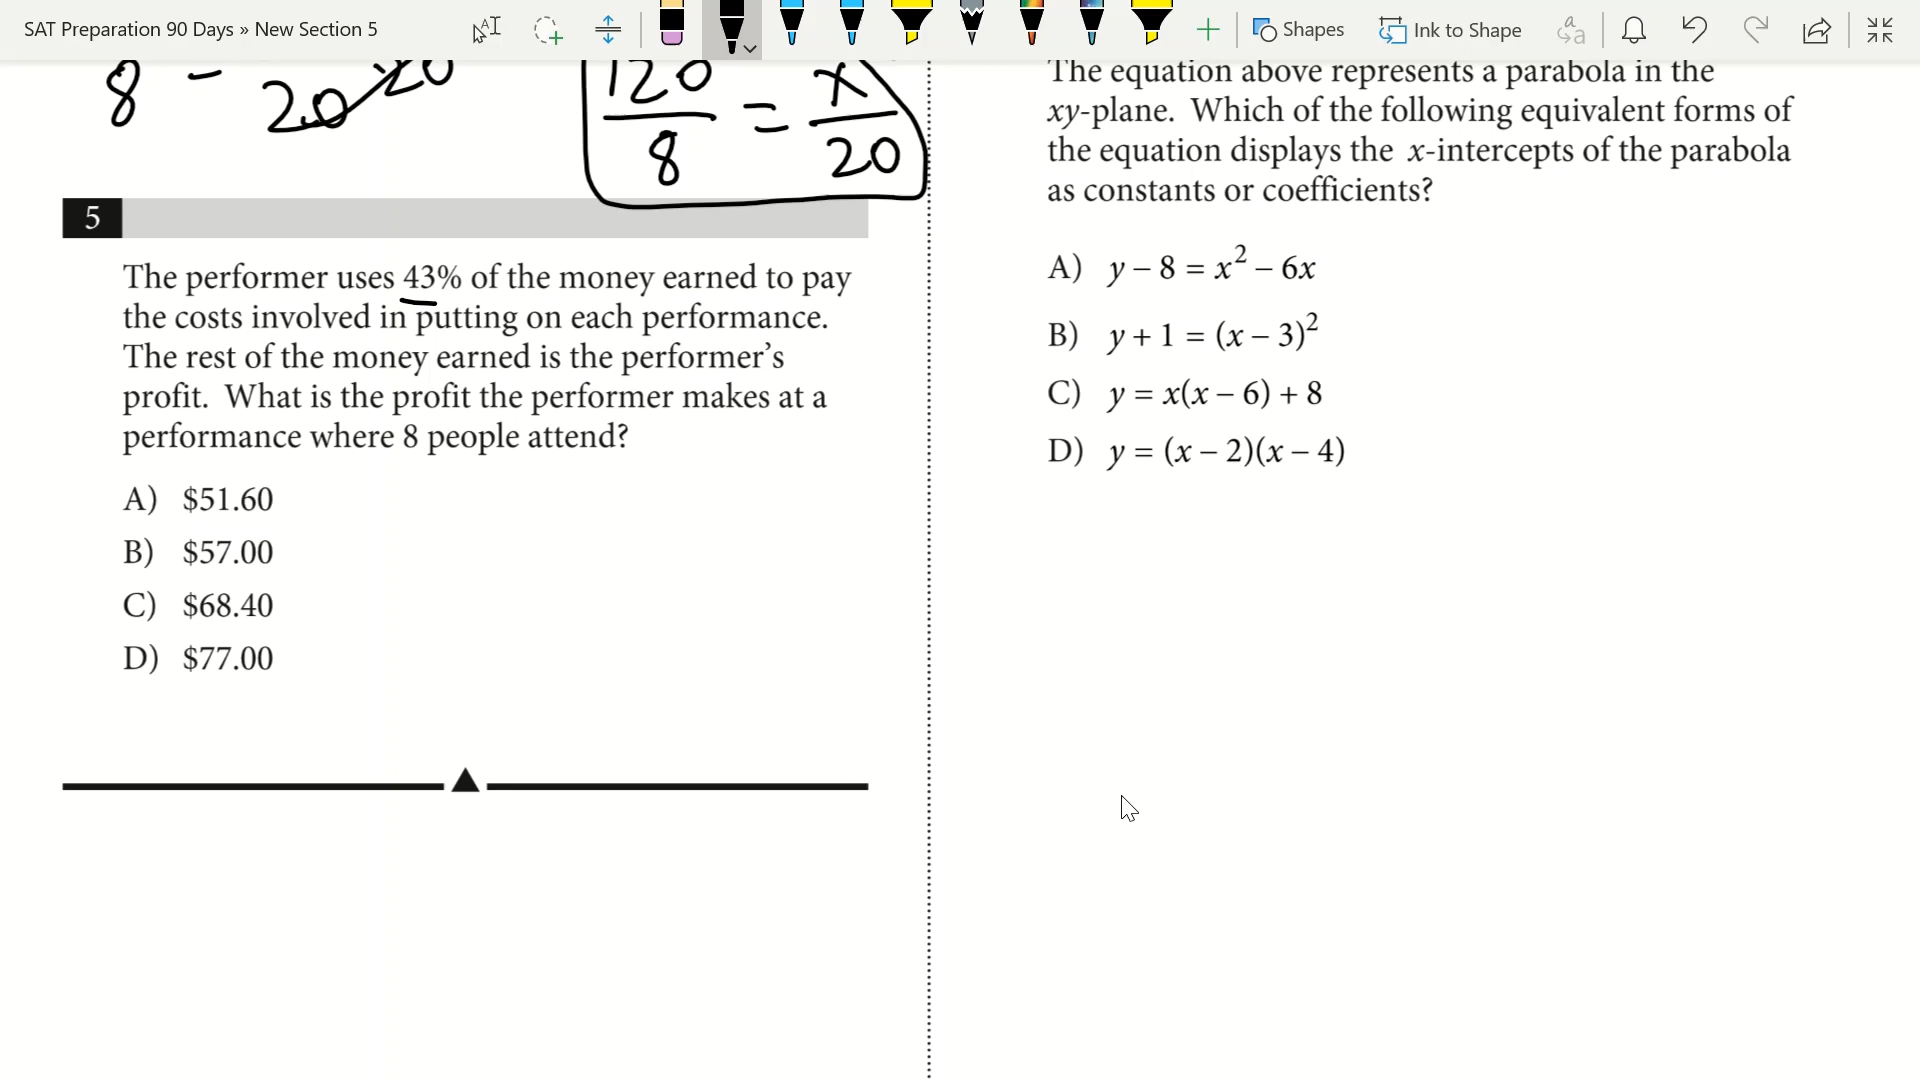 SAT Preparation 90 Days » New Section 5
Shapes
Ink to Shape
8 - 20 20
120/8 = x/20
5
The performer uses 43% of the money earned to pay
the costs involved in putting on each performance.
The rest of the money earned is the performer's
profit. What is the profit the performer makes at a
performance where 8 people attend?
A) $51.60
B) $57.00
C) $68.40
D) $77.00
The equation above represents a parabola in the
xy-plane. Which of the following equivalent forms of
the equation displays the x-intercepts of the parabola
as constants or coefficients?
A) y – 8 = x² – 6x
B) y + 1 = (x – 3)²
C) y = x(x – 6) + 8
D) y = (x – 2)(x – 4)